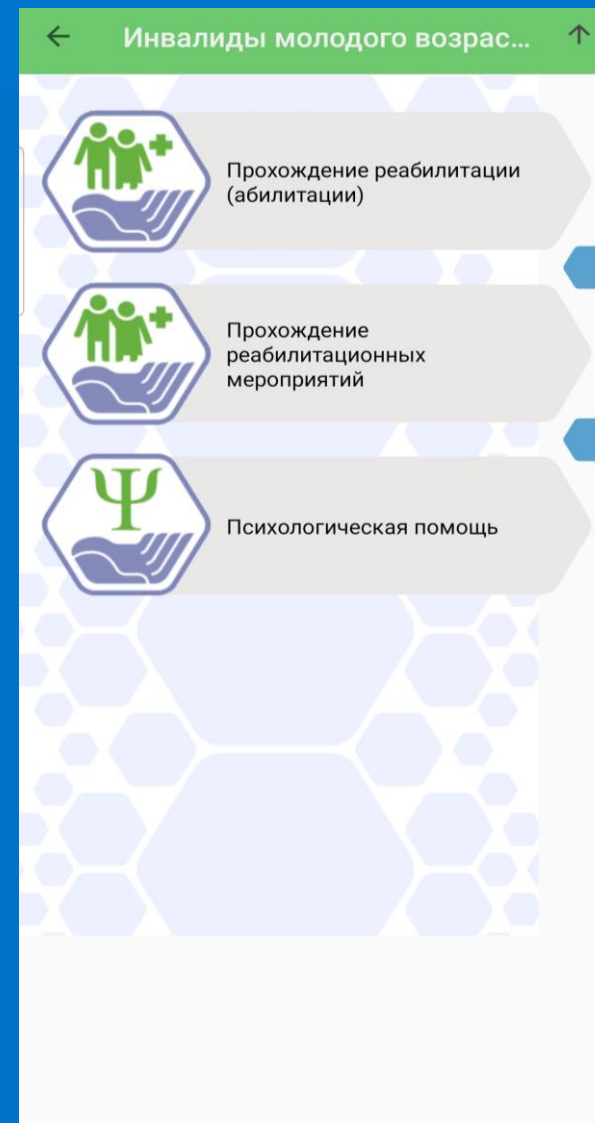 Инвалиды молодого возрас...
Прохождение реабилитации
(абилитации)
Прохождение
реабилитационных
мероприятий
Ψ
Психологическая помощь